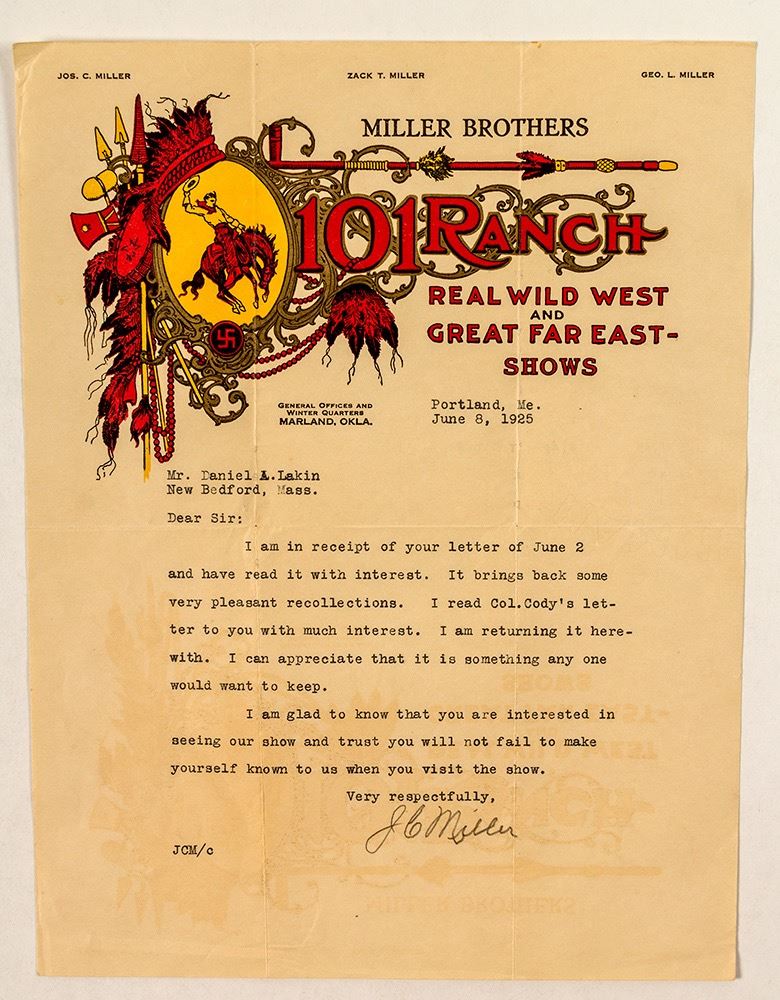 JOS. C. MILLER
ZACK T. MILLER
GEO. L. MILLER
MILLER BROTHERS
101 RANCH
REAL WILD WEST
AND
GREAT FAR EAST-
SHOWS
GENERAL OFFICES AND
WINTER QUARTERS
MARLAND, OKLA.
Portland, Me.
June 8, 1925
Mr. Daniel A.Lakin
New Bedford, Mass.
Dear Sir:
I am in receipt of your letter of June 2
and have read it with interest. It brings back some
very pleasant recollections. I read Col.Cody's let-
ter to you with much interest. I am returning it here-
with. I can appreciate that it is something any one
would want to keep.
I am glad to know that you are interested in
seeing our show and trust you will not fail to make
yourself known to us when you visit the show.
Very respectfully,
J C Miller
JCM/c